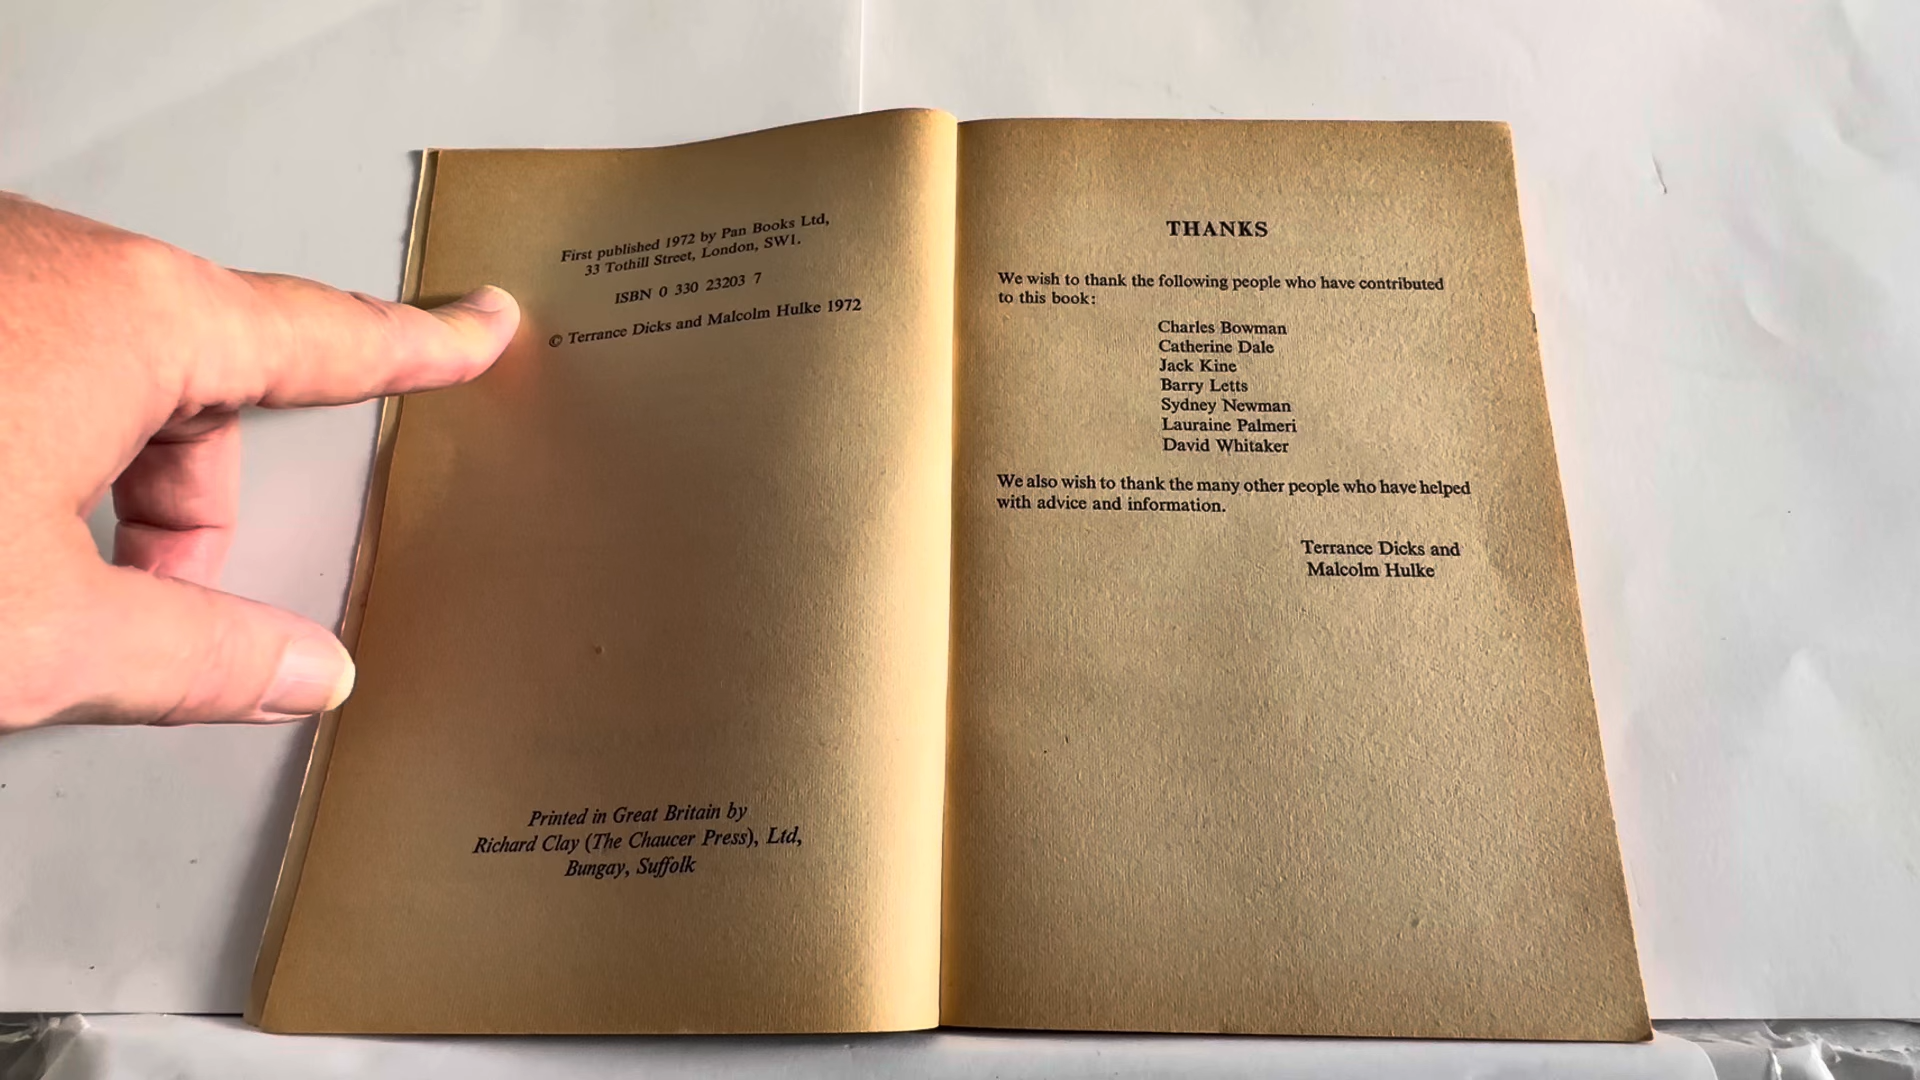 First published 1972 by Pan Books Ltd,
33 Tothill Street, London, SW1.
ISBN 0 330 23203 7
© Terrance Dicks and Malcolm Hulke 1972
Printed in Great Britain by
Richard Clay (The Chaucer Press), Ltd,
Bungay, Suffolk
THANKS
We wish to thank the following people who have contributed
to this book:
Charles Bowman
Catherine Dale
Jack Kine
Barry Letts
Sydney Newman
Lauraine Palmeri
David Whitaker
We also wish to thank the many other people who have helped
with advice and information.
Terrance Dicks and
Malcolm Hulke